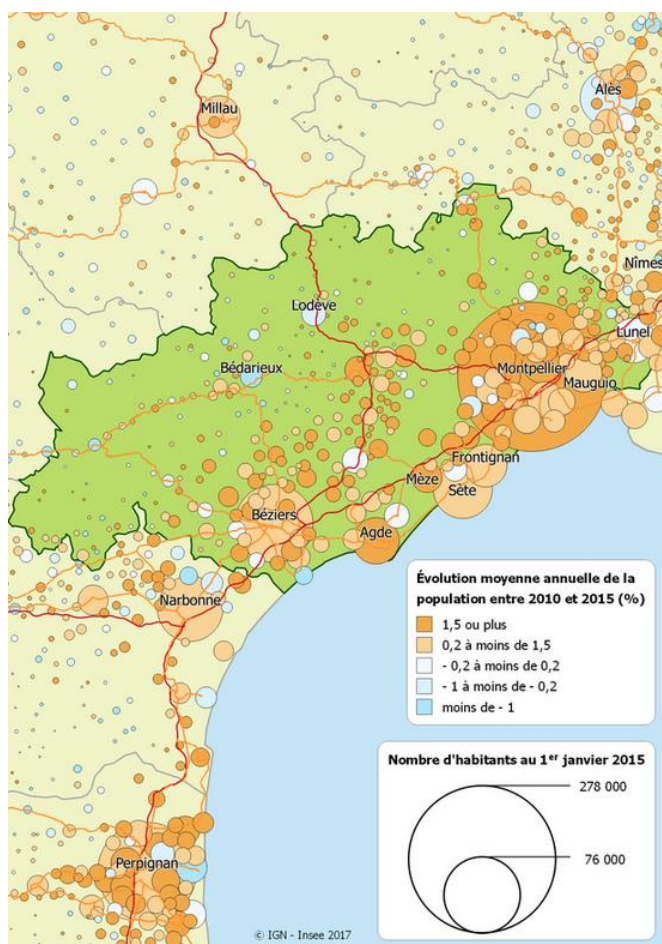 Millau
Alès
Nîmes
Lodève
Lunel
Bédarieux
Montpellier
Mauguio
Frontignan
Mèze
Sète
Béziers
Agde
Narbonne
Perpignan
Évolution moyenne annuelle de la
population entre 2010 et 2015 (%)
1,5 ou plus
0,2 à moins de 1,5
- 0,2 à moins de 0,2
- 1 à moins de - 0,2
moins de - 1
Nombre d'habitants au 1er janvier 2015
278 000
76 000
© IGN - Insee 2017